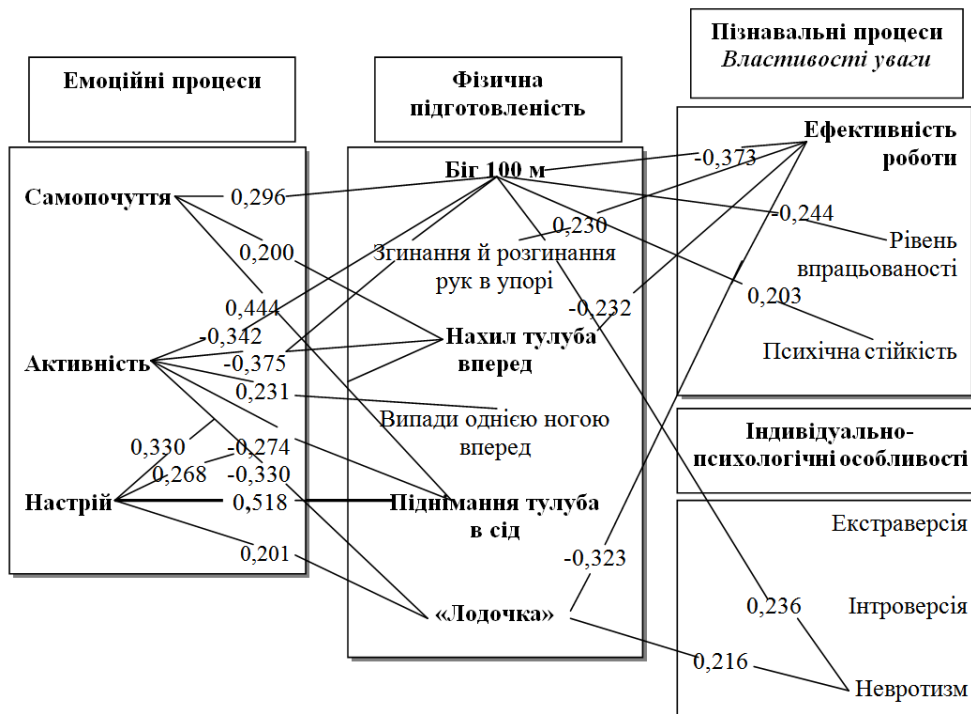 Емоційні процеси
Фізична
підготовленість
Пізнавальні процеси
Властивості уваги
Самопочуття
Активність
Настрій
0,296
0,200
0,444
-0,342
-0,375
0,231
0,330
-0,274
0,268
-0,330
0,518
0,201
Біг 100 м
Згинання й розгинання
рук в упорі
Нахил тулуба
вперед
Випади однією ногою
вперед
Піднімання тулуба
в сід
«Лодочка»
-0,373
0,230
-0,244
-0,232
0,203
-0,323
0,236
0,216
Ефективність
роботи
Рівень
впрацьованості
Психічна стійкість
Індивідуально-
психологічні особливості
Екстраверсія
Інтроверсія
Невротизм